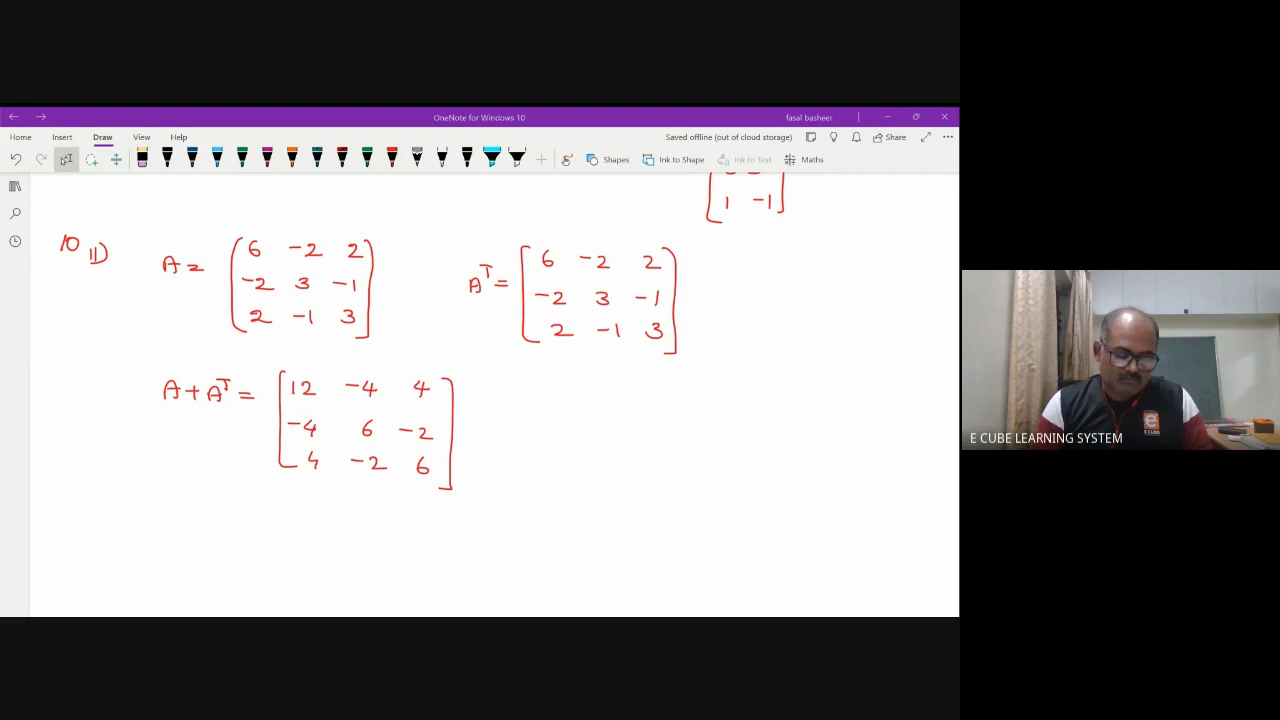 OneNote for Windows 10
fasal basheer
Home Insert Draw View Help
Saved offline (out of cloud storage)
Share
Shapes
Ink to Shape
Ink to Text
Maths
1 -1
10 ii)
A = 6 -2 2
-2 3 -1
2 -1 3
Aᵀ = 6 -2 2
-2 3 -1
2 -1 3
A + Aᵀ = 12 -4 4
-4 6 -2
4 -2 6
E CUBE
E CUBE LEARNING SYSTEM